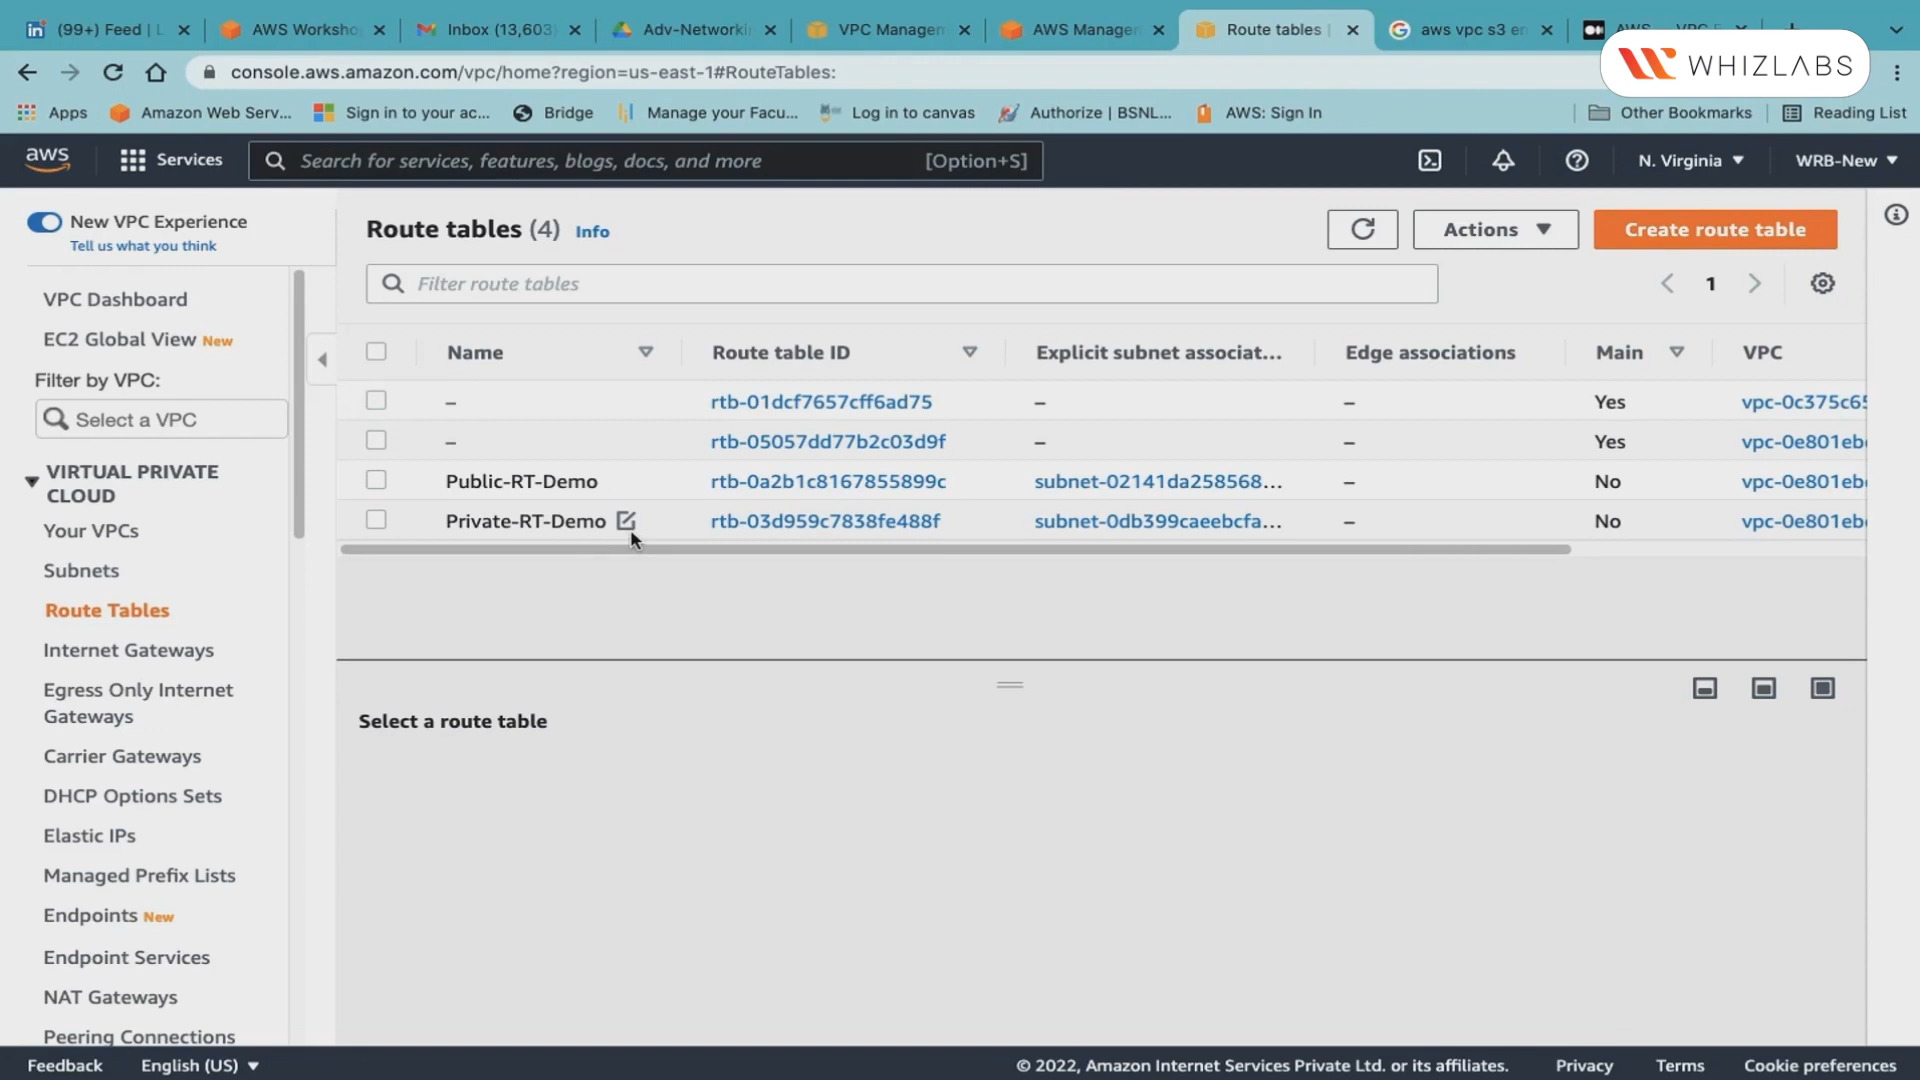 (99+) Feed | L
AWS Worksho
Inbox (13,603)
Adv-Networki
VPC Managem
AWS Manage
Route tables |
aws vpc s3 en
console.aws.amazon.com/vpc/home?region=us-east-1#RouteTables:
WHIZLABS
Apps
Amazon Web Serv...
Sign in to your ac...
Bridge
Manage your Facu...
Log in to canvas
Authorize | BSNL...
AWS: Sign In
Other Bookmarks
Reading List
aws
Services
Search for services, features, blogs, docs, and more
[Option+S]
N. Virginia
WRB-New
New VPC Experience
Tell us what you think
VPC Dashboard
EC2 Global View New
Filter by VPC:
Select a VPC
VIRTUAL PRIVATE
CLOUD
Your VPCs
Subnets
Route Tables
Internet Gateways
Egress Only Internet
Gateways
Carrier Gateways
DHCP Options Sets
Elastic IPs
Managed Prefix Lists
Endpoints New
Endpoint Services
NAT Gateways
Peering Connections
Route tables (4) Info
Actions
Create route table
Filter route tables
1
Name Route table ID Explicit subnet associat... Edge associations Main VPC
– rtb-01dcf7657cff6ad75 – – Yes vpc-0c375c65
– rtb-05057dd77b2c03d9f – – Yes vpc-0e801eb
Public-RT-Demo rtb-0a2b1c8167855899c subnet-02141da258568... – No vpc-0e801eb
Private-RT-Demo rtb-03d959c7838fe488f subnet-0db399caeebcfa... – No vpc-0e801eb
Select a route table
Feedback
English (US)
© 2022, Amazon Internet Services Private Ltd. or its affiliates.
Privacy
Terms
Cookie preferences